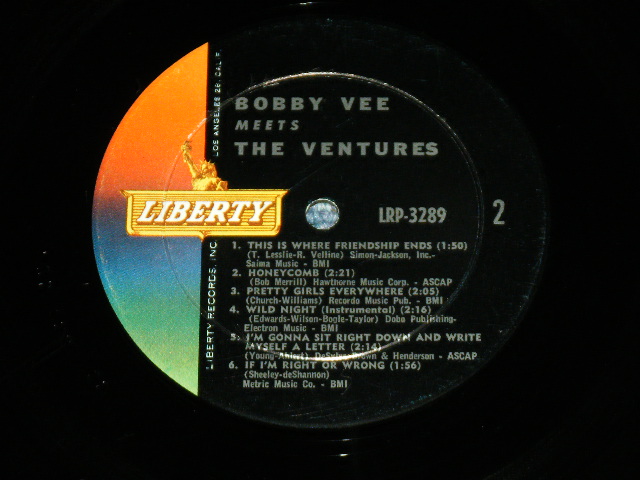 BOBBY VEE
MEETS
THE VENTURES
LIBERTY
LRP-3289
2
1. THIS IS WHERE FRIENDSHIP ENDS (1:50)
(T. Lesslie-R. Velline) Simon-Jackson, Inc.-
Saima Music - BMI
2. HONEYCOMB (2:21)
(Bob Merrill) Hawthorne Music Corp. - ASCAP
3. PRETTY GIRLS EVERYWHERE (2:05)
(Church-Williams) Recordo Music Pub. - BMI
4. WILD NIGHT (Instrumental) (2:16)
(Edwards-Wilson-Bogle-Taylor) Dobo Publishing-
Electron Music - BMI
5. I'M GONNA SIT RIGHT DOWN AND WRITE
MYSELF A LETTER (2:14)
(Young-Ahlert) DeSylva-Brown & Henderson - ASCAP
6. IF I'M RIGHT OR WRONG (1:56)
(Sheeley-deShannon)
Metric Music Co. - BMI
LIBERTY RECORDS, INC.
LOS ANGELES 28, CALIF.